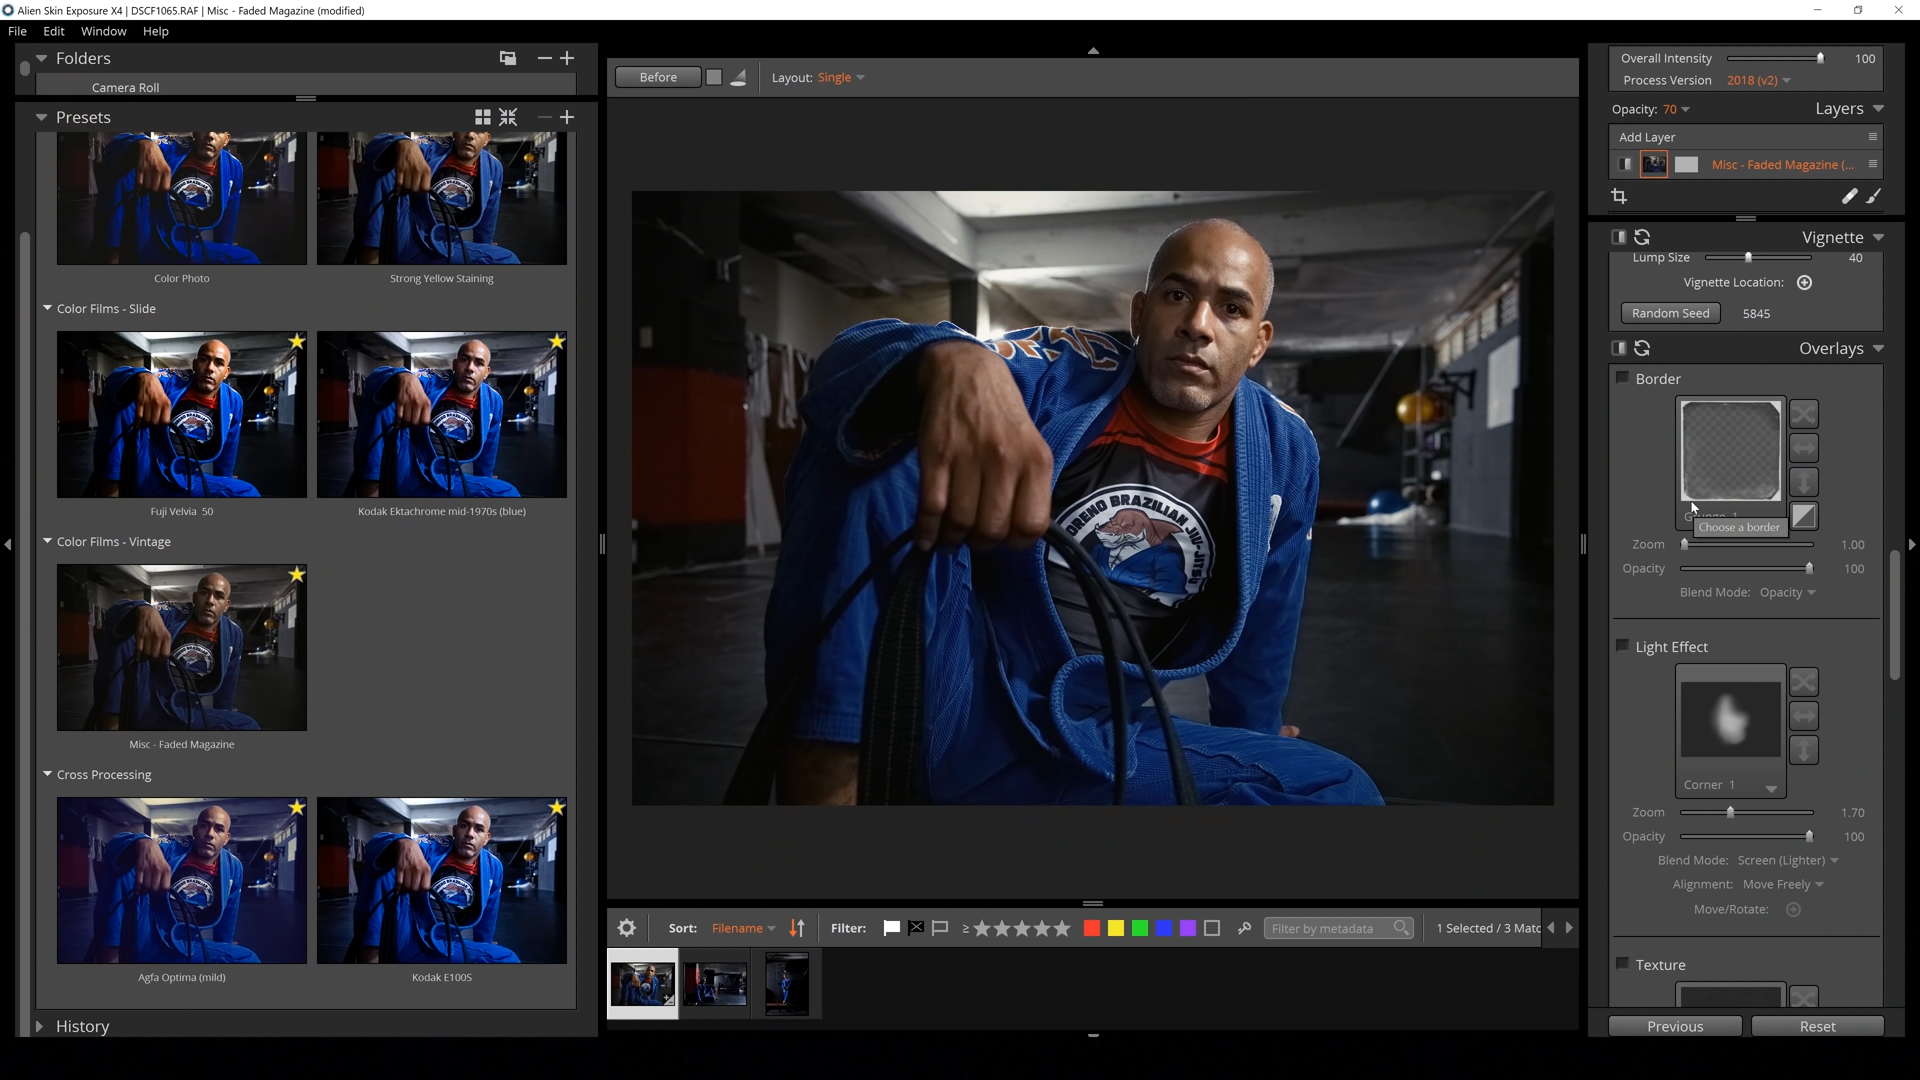 Alien Skin Exposure X4 | DSCF1065.RAF | Misc - Faded Magazine (modified)
File Edit Window Help
Folders
Camera Roll
Presets
Color Photo
Strong Yellow Staining
Color Films - Slide
Fuji Velvia 50
Kodak Ektachrome mid-1970s (blue)
Color Films - Vintage
Misc - Faded Magazine
Cross Processing
Agfa Optima (mild)
Kodak E100S
History
Before
Layout: Single
ORENO BRAZILIAN JIU-JITSU
Sort: Filename
Filter:
≥
Filter by metadata
1 Selected / 3 Matc
Overall Intensity 100
Process Version 2018 (v2)
Opacity: 70
Layers
Add Layer
Misc - Faded Magazine (...
Vignette
Lump Size 40
Vignette Location:
Random Seed 5845
Overlays
Border
Choose a border
Zoom 1.00
Opacity 100
Blend Mode: Opacity
Light Effect
Corner 1
Zoom 1.70
Opacity 100
Blend Mode: Screen (Lighter)
Alignment: Move Freely
Move/Rotate:
Texture
Previous
Reset